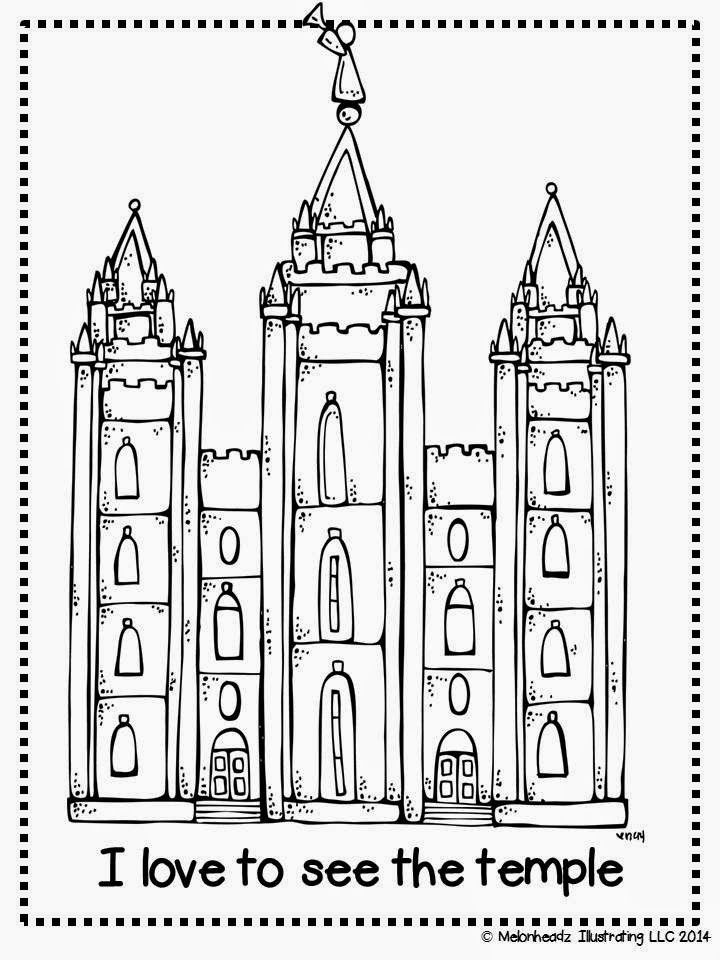 I love to see the temple
© Melonheadz Illustrating LLC 2014